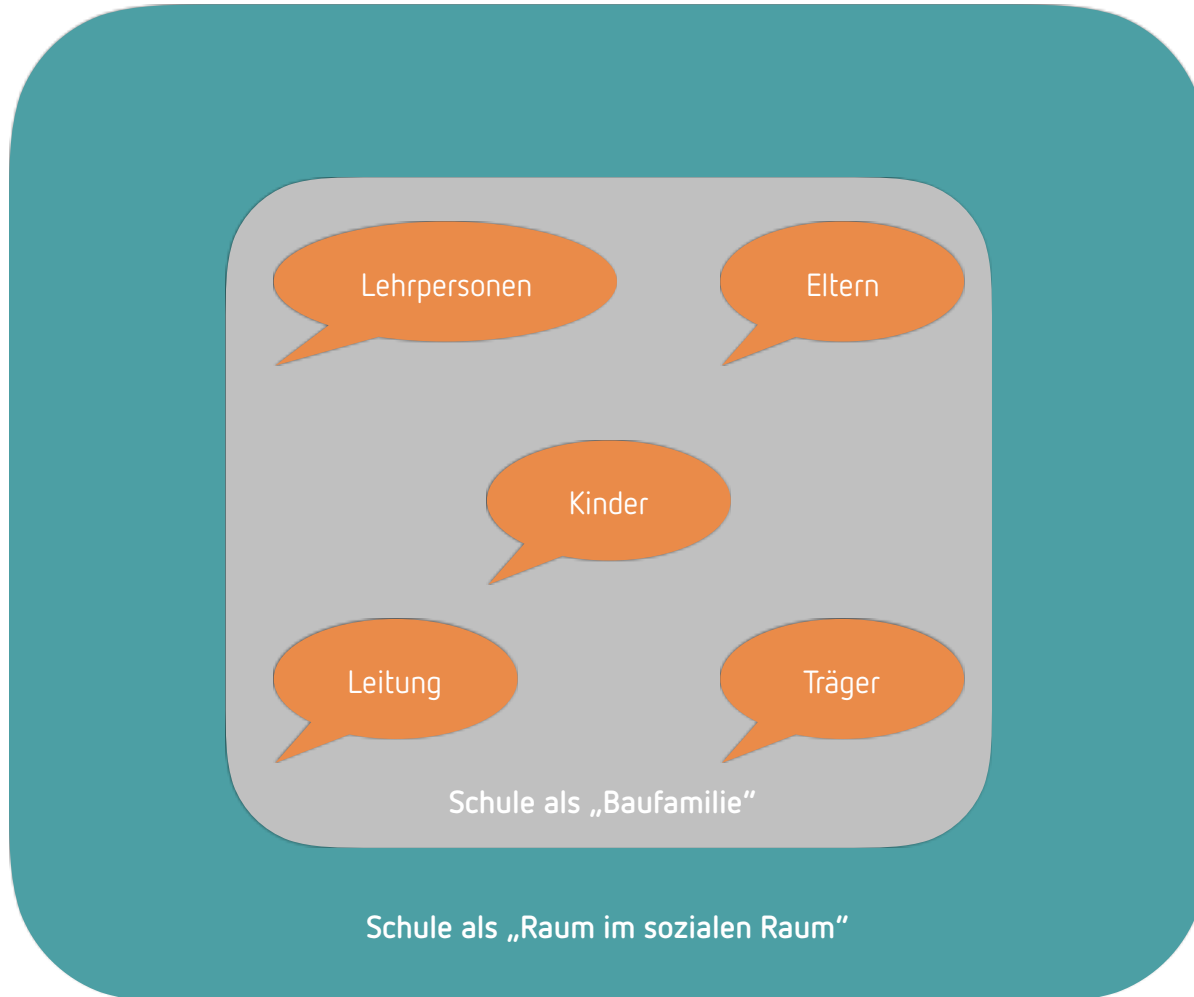 Lehrpersonen
Eltern
Kinder
Leitung
Träger
Schule als „Baufamilie“
Schule als „Raum im sozialen Raum“